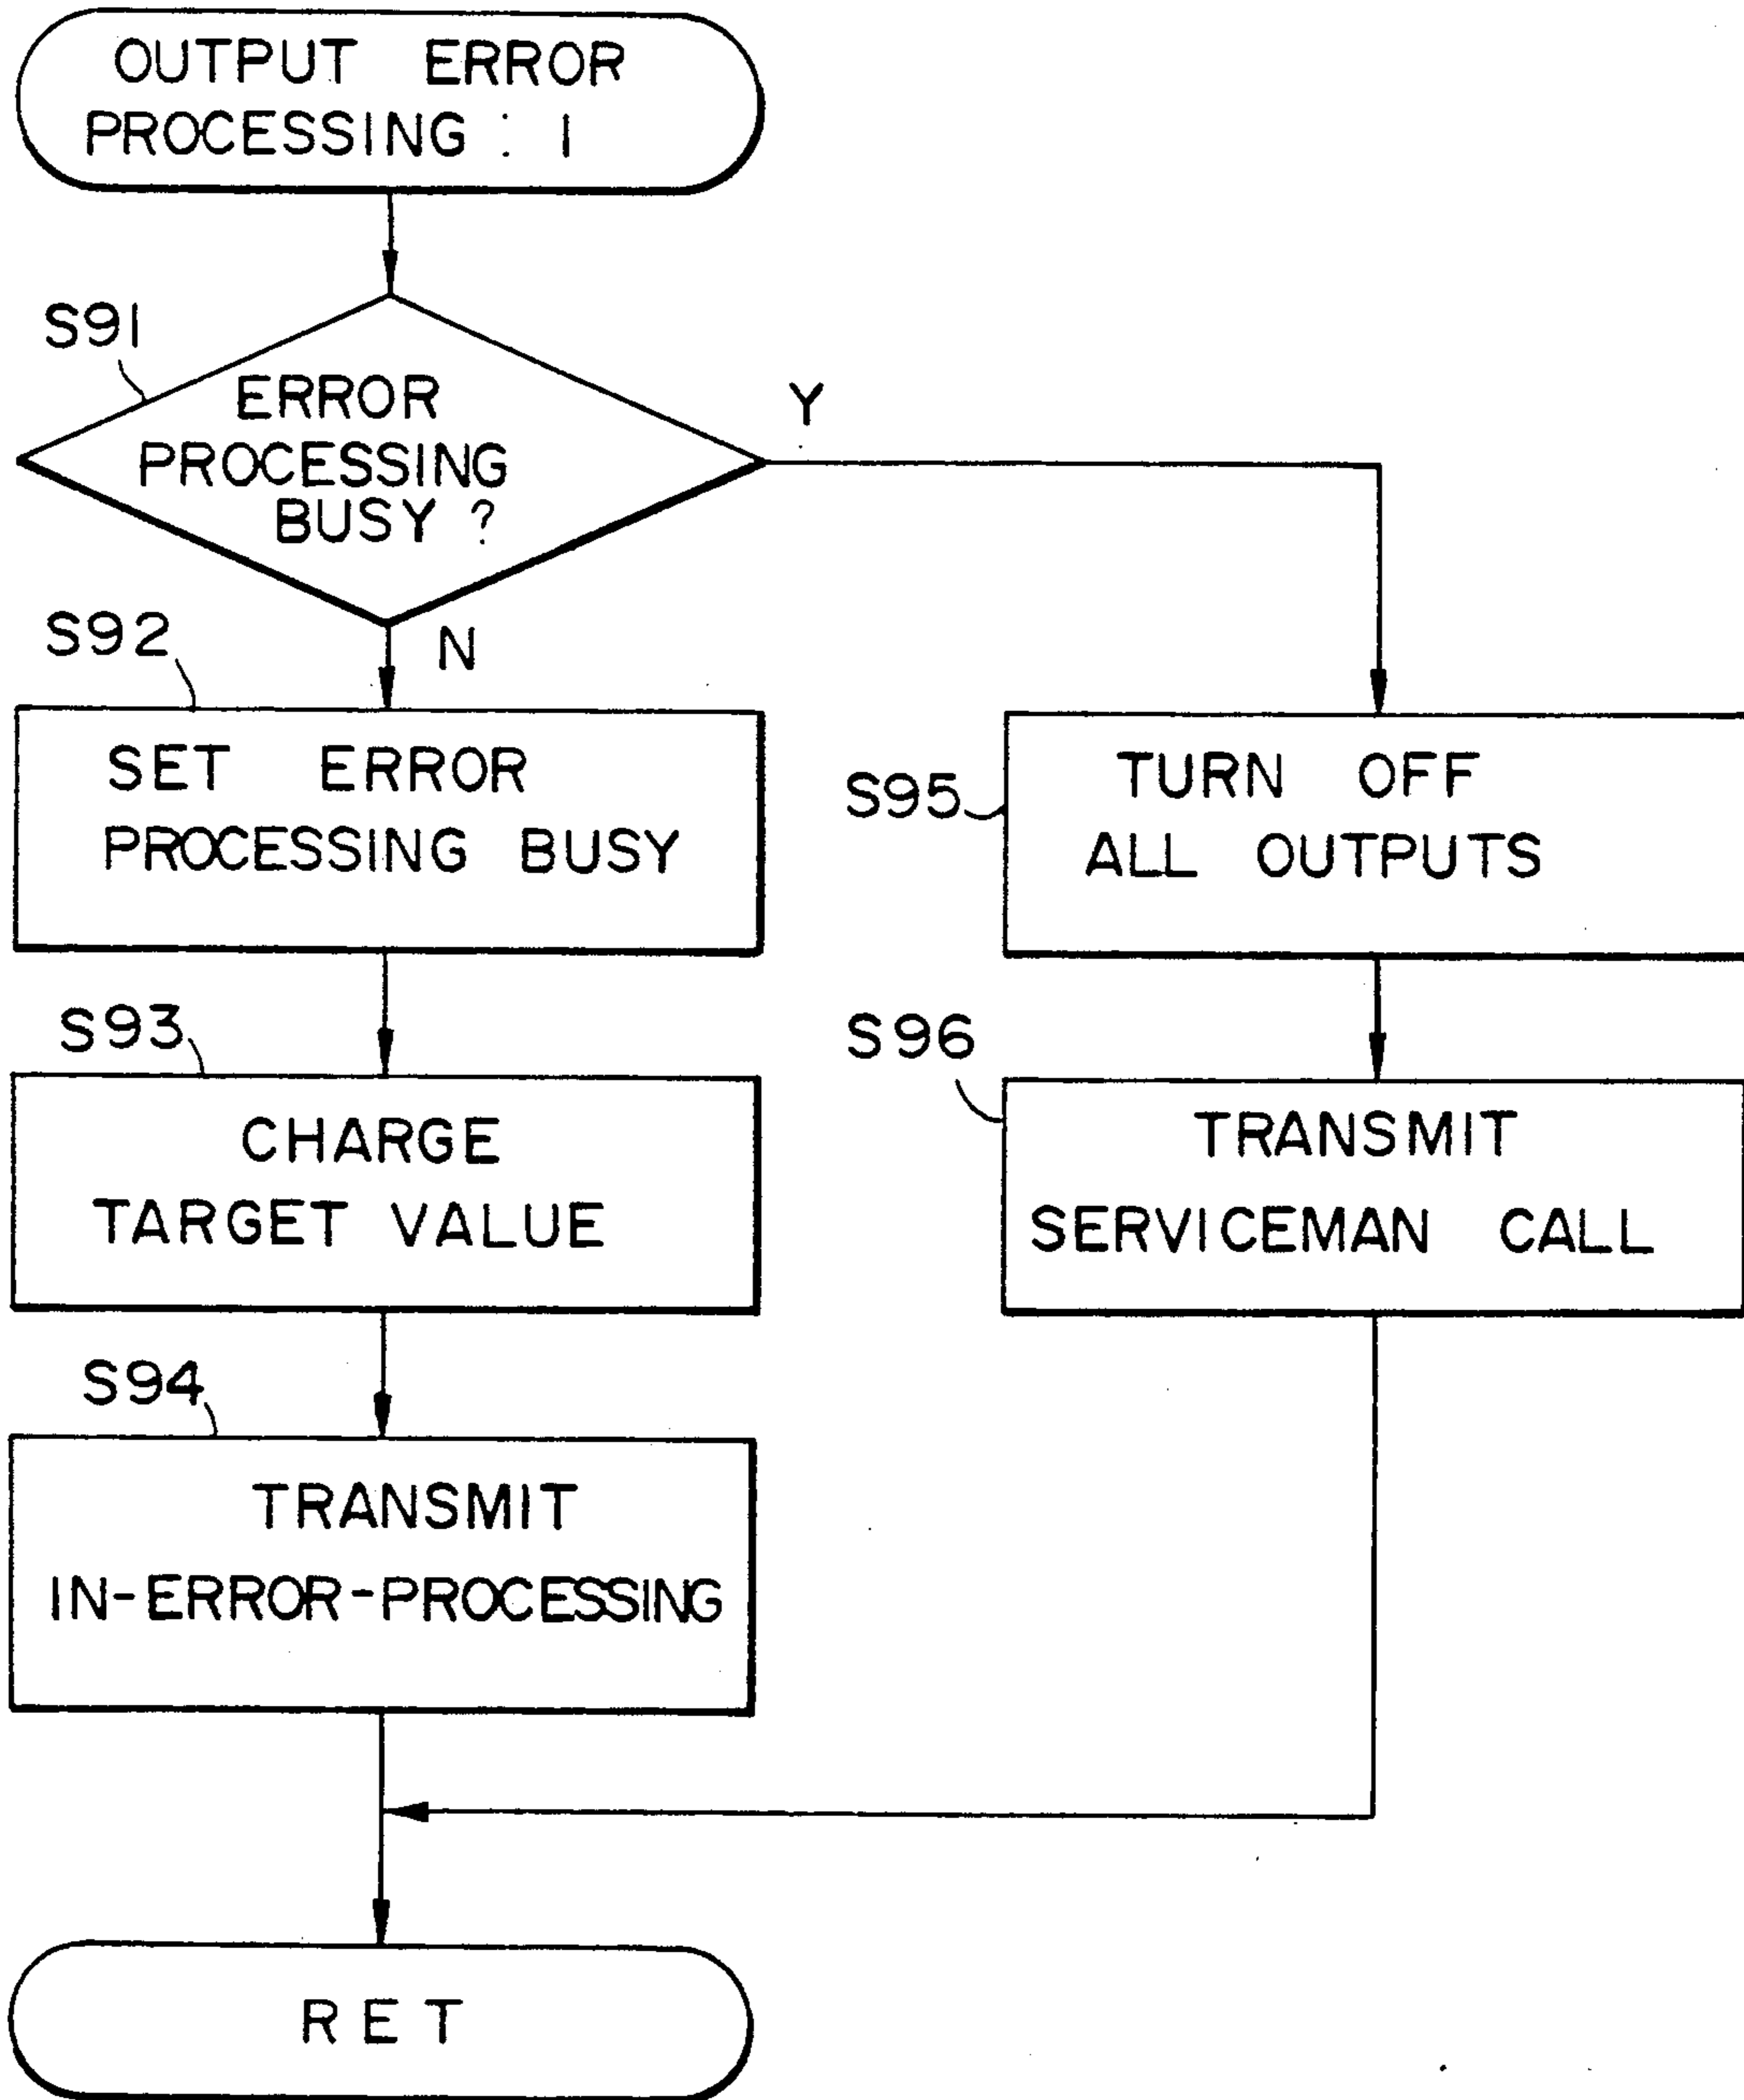 OUTPUT ERROR
PROCESSING : 1
S91
ERROR
PROCESSING
BUSY ?
Y
N
S92
SET ERROR
PROCESSING BUSY
S93
CHARGE
TARGET VALUE
S94
TRANSMIT
IN-ERROR-PROCESSING
S95
TURN OFF
ALL OUTPUTS
S96
TRANSMIT
SERVICEMAN CALL
RET